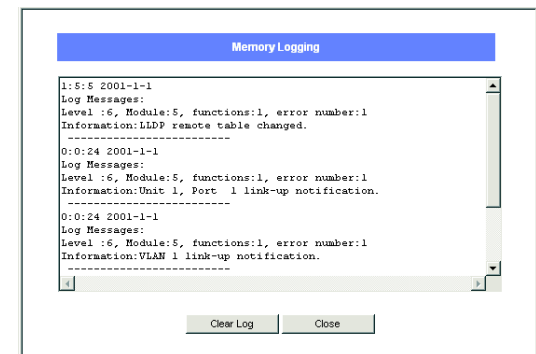 Memory Logging
1:5:5 2001-1-1
Log Messages:
Level :6, Module:5, functions:1, error number:1
Information:LLDP remote table changed.
-------------------------
0:0:24 2001-1-1
Log Messages:
Level :6, Module:5, functions:1, error number:1
Information:Unit 1, Port  1 link-up notification.
-------------------------
0:0:24 2001-1-1
Log Messages:
Level :6, Module:5, functions:1, error number:1
Information:VLAN 1 link-up notification.
-------------------------
Clear Log Close